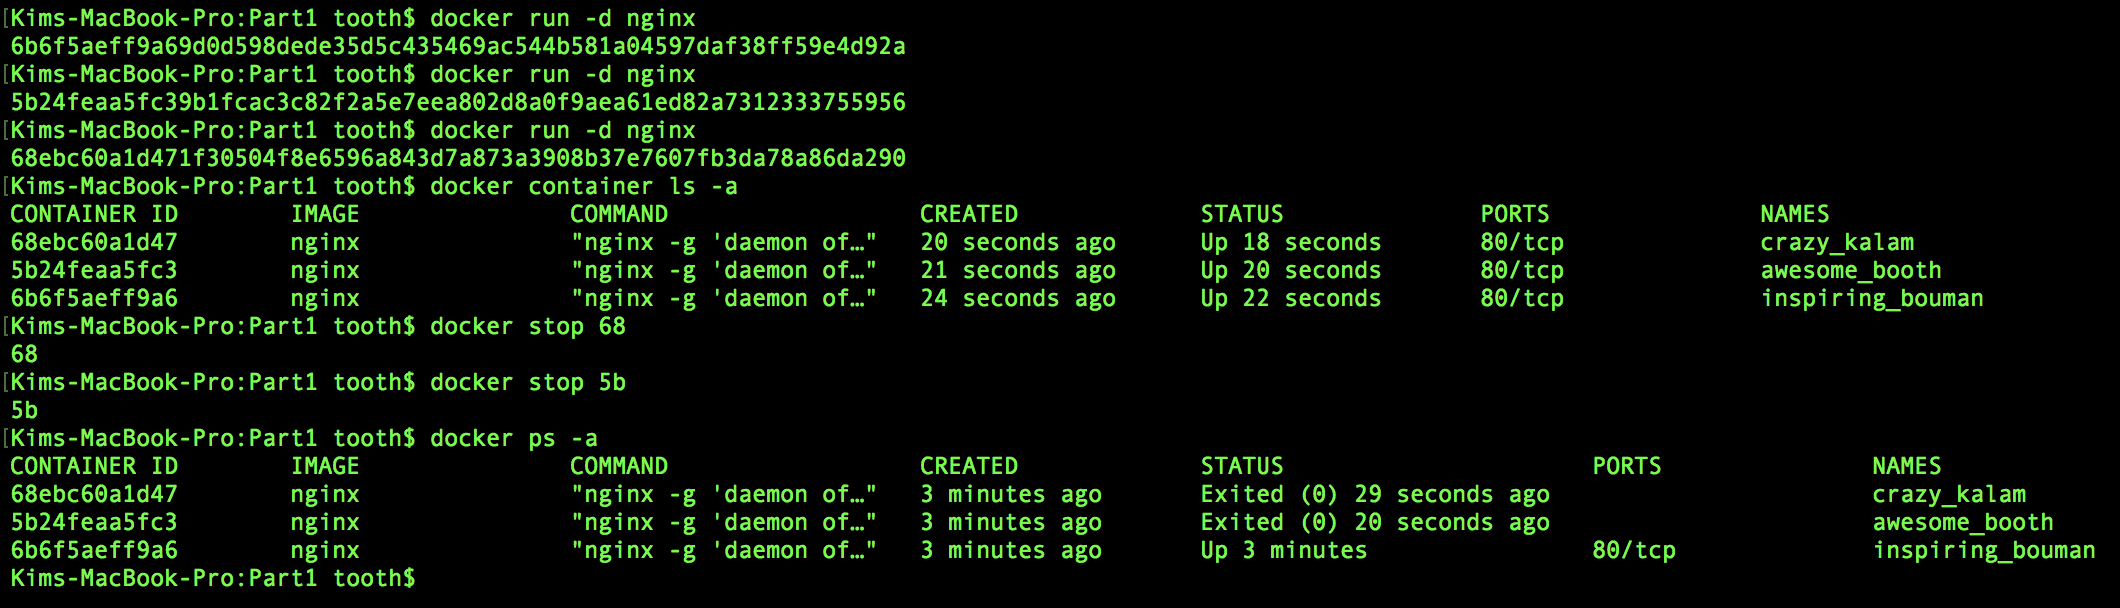 [Kims-MacBook-Pro:Part1 tooth$ docker run -d nginx
6b6f5aeff9a69d0d598dede35d5c435469ac544b581a04597daf38ff59e4d92a
[Kims-MacBook-Pro:Part1 tooth$ docker run -d nginx
5b24feaa5fc39b1fcac3c82f2a5e7eea802d8a0f9aea61ed82a7312333755956
[Kims-MacBook-Pro:Part1 tooth$ docker run -d nginx
68ebc60a1d471f30504f8e6596a843d7a873a3908b37e7607fb3da78a86da290
[Kims-MacBook-Pro:Part1 tooth$ docker container ls -a
CONTAINER ID        IMAGE               COMMAND                  CREATED             STATUS              PORTS               NAMES
68ebc60a1d47        nginx               "nginx -g 'daemon of…"   20 seconds ago      Up 18 seconds       80/tcp              crazy_kalam
5b24feaa5fc3        nginx               "nginx -g 'daemon of…"   21 seconds ago      Up 20 seconds       80/tcp              awesome_booth
6b6f5aeff9a6        nginx               "nginx -g 'daemon of…"   24 seconds ago      Up 22 seconds       80/tcp              inspiring_bouman
[Kims-MacBook-Pro:Part1 tooth$ docker stop 68
68
[Kims-MacBook-Pro:Part1 tooth$ docker stop 5b
5b
[Kims-MacBook-Pro:Part1 tooth$ docker ps -a
CONTAINER ID        IMAGE               COMMAND                  CREATED             STATUS                      PORTS               NAMES
68ebc60a1d47        nginx               "nginx -g 'daemon of…"   3 minutes ago       Exited (0) 29 seconds ago                       crazy_kalam
5b24feaa5fc3        nginx               "nginx -g 'daemon of…"   3 minutes ago       Exited (0) 20 seconds ago                       awesome_booth
6b6f5aeff9a6        nginx               "nginx -g 'daemon of…"   3 minutes ago       Up 3 minutes                80/tcp              inspiring_bouman
Kims-MacBook-Pro:Part1 tooth$